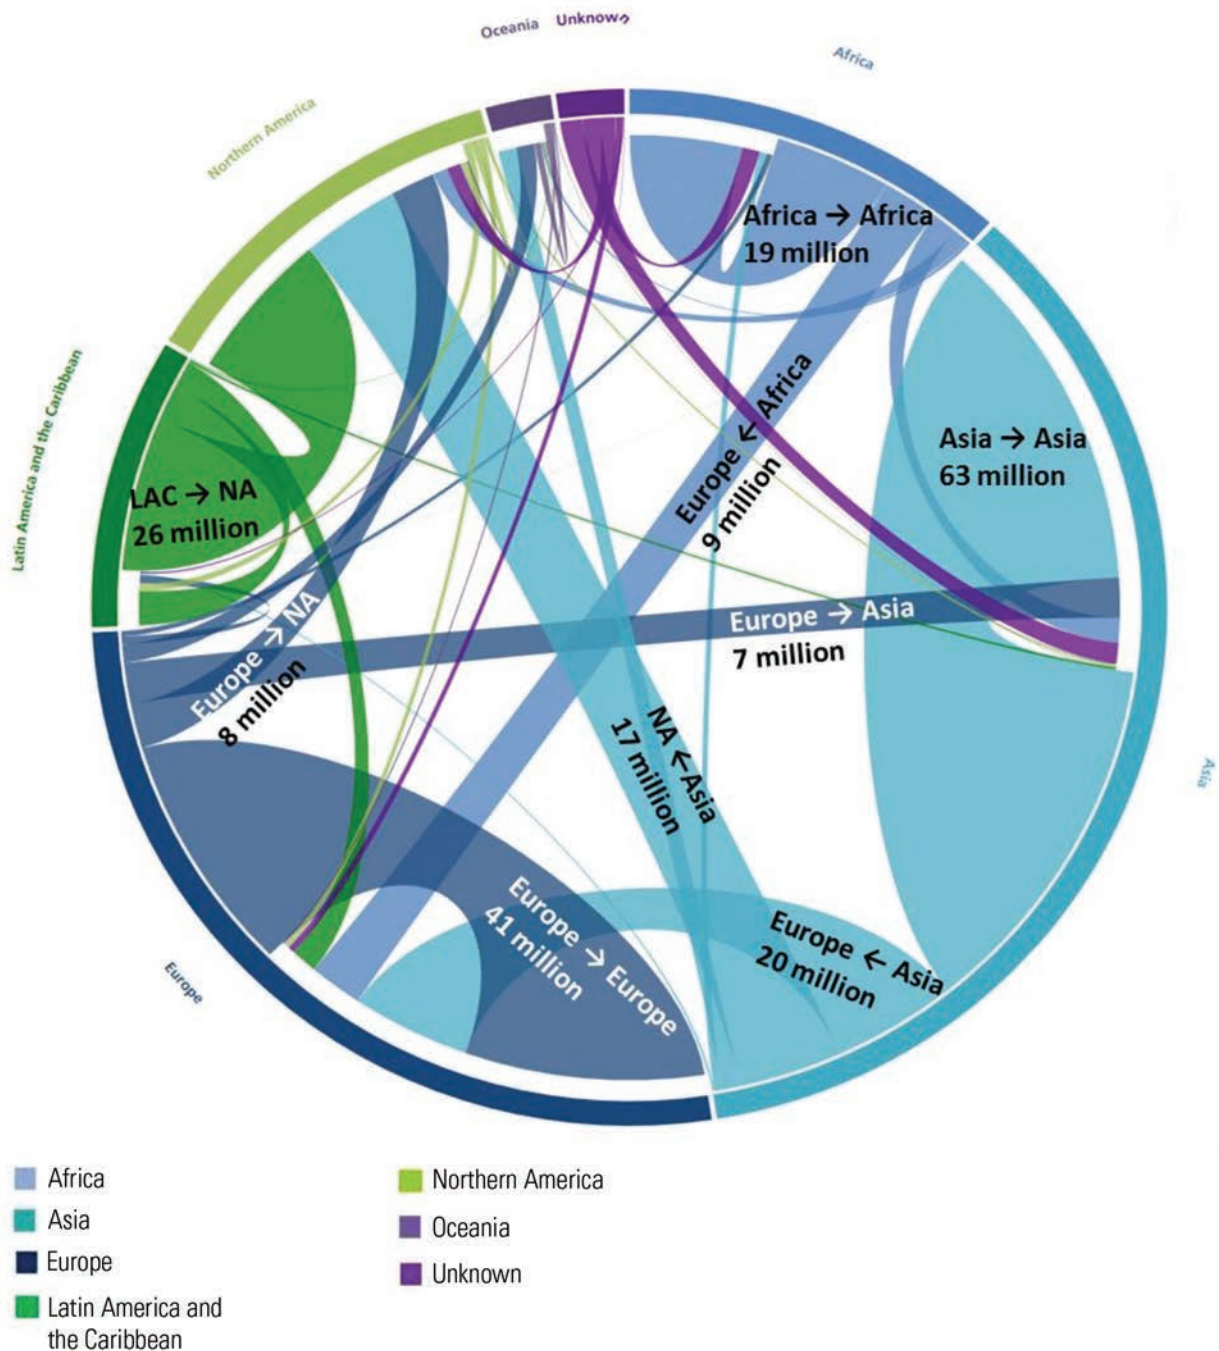 Oceania
Unknown
Africa
Northern America
Africa → Africa
19 million
Latin America and the Caribbean
Europe ← Africa
9 million
Asia → Asia
63 million
LAC → NA
26 million
Europe → NA
8 million
Europe → Asia
7 million
NA ← Asia
17 million
Asia
Europe → Europe
41 million
Europe ← Asia
20 million
Europe
Africa
Asia
Europe
Latin America and
the Caribbean
Northern America
Oceania
Unknown